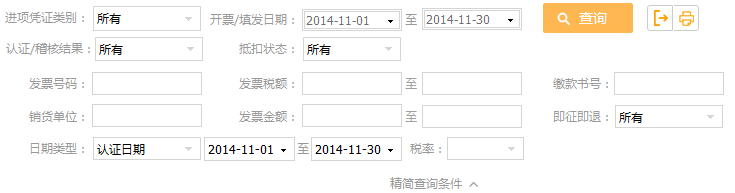 进项凭证类别： 所有 开票/填发日期： 2014-11-01 至 2014-11-30 查询
认证/稽核结果： 所有 抵扣状态： 所有
发票号码： 发票税额： 至 缴款书号：
销货单位： 发票金额： 至 即征即退： 所有
日期类型： 认证日期 2014-11-01 至 2014-11-30 税率：
精简查询条件